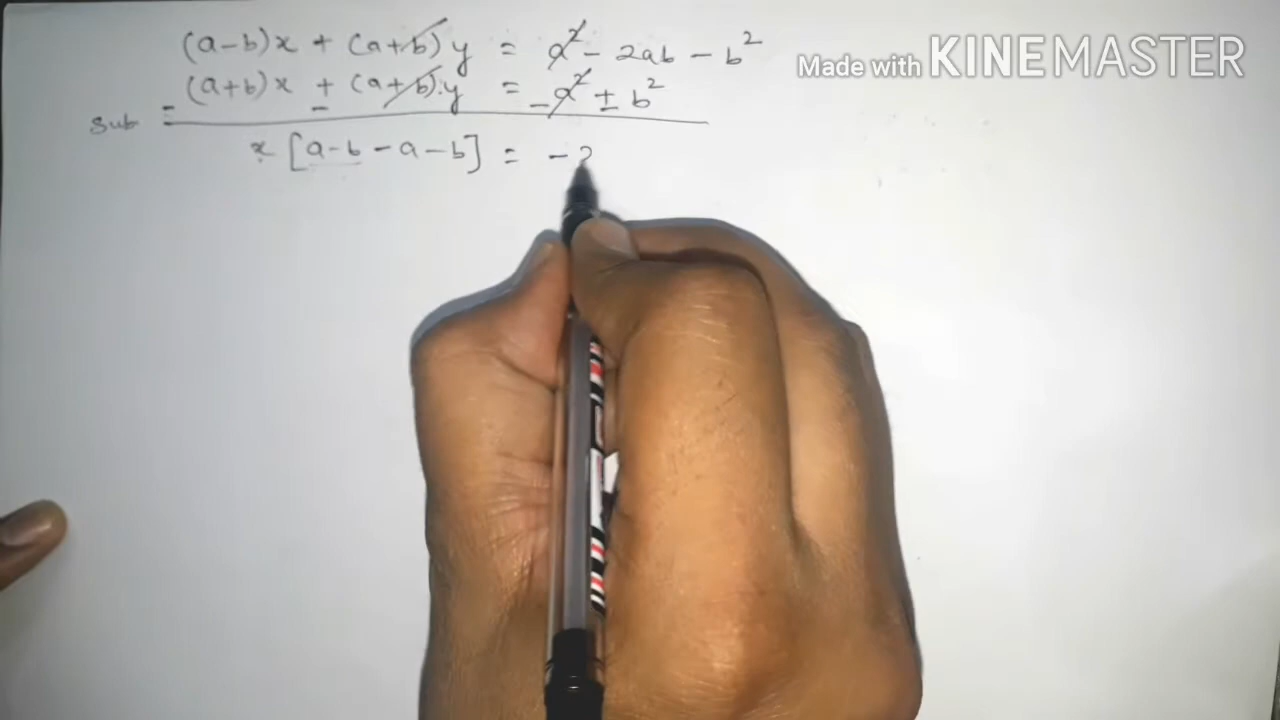 (a-b)x + (a+b)y = a² - 2ab - b²
Made with KINEMASTER
(a+b)x + (a+b)y = a² + b²
- - - -
Sub
x [a-b-a-b] = -2